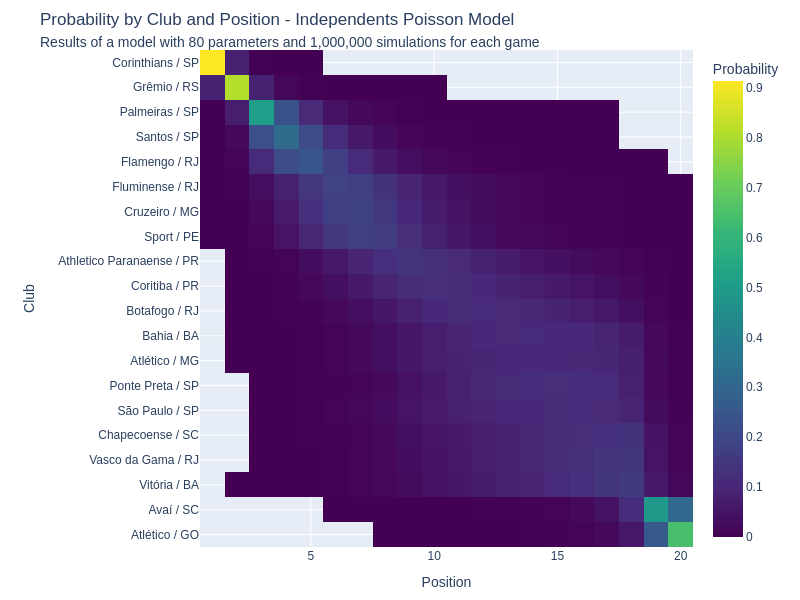 Probability by Club and Position - Independents Poisson Model
Results of a model with 80 parameters and 1,000,000 simulations for each game
Probability
Corinthians / SP
Grêmio / RS
Palmeiras / SP
Santos / SP
Flamengo / RJ
Fluminense / RJ
Cruzeiro / MG
Sport / PE
Athletico Paranaense / PR
Coritiba / PR
Botafogo / RJ
Bahia / BA
Atlético / MG
Ponte Preta / SP
São Paulo / SP
Chapecoense / SC
Vasco da Gama / RJ
Vitória / BA
Avaí / SC
Atlético / GO
Club
5
10
15
20
Position
0.9
0.8
0.7
0.6
0.5
0.4
0.3
0.2
0.1
0